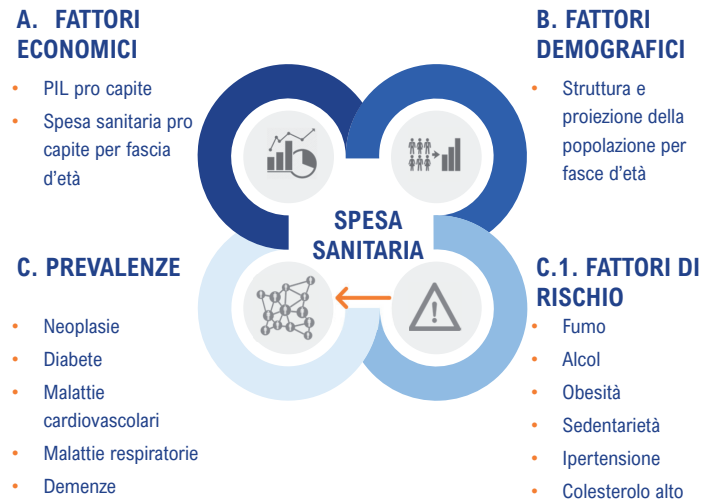 A. FATTORI
ECONOMICI
• PIL pro capite
• Spesa sanitaria pro
capite per fascia
d'età
B. FATTORI
DEMOGRAFICI
• Struttura e
proiezione della
popolazione per
fasce d'età
SPESA
SANITARIA
C. PREVALENZE
• Neoplasie
• Diabete
• Malattie
cardiovascolari
• Malattie respiratorie
• Demenze
C.1. FATTORI DI
RISCHIO
• Fumo
• Alcol
• Obesità
• Sedentarietà
• Ipertensione
• Colesterolo alto